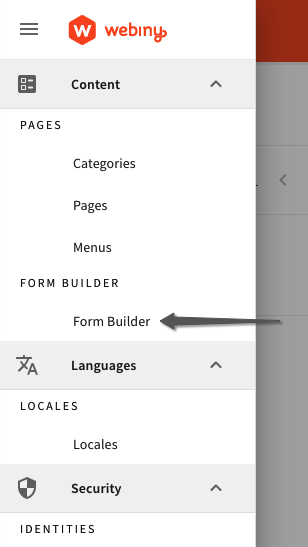 webiny
Content
PAGES
Categories
Pages
Menus
FORM BUILDER
Form Builder
Languages
LOCALES
Locales
Security
IDENTITIES